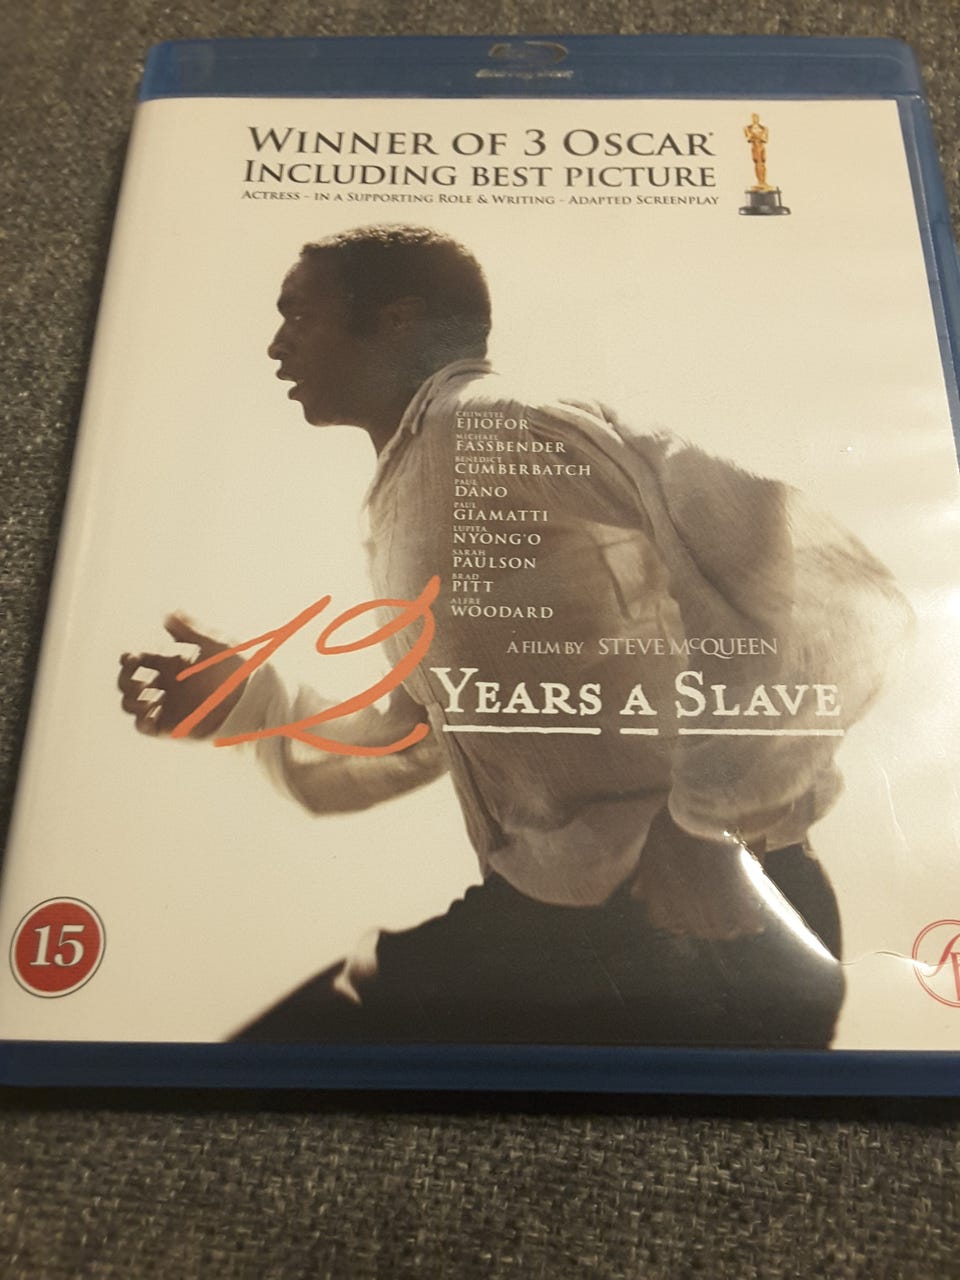 WINNER OF 3 OSCAR®
INCLUDING BEST PICTURE
ACTRESS - IN A SUPPORTING ROLE & WRITING - ADAPTED SCREENPLAY
CHIWETEL
EJIOFOR
MICHAEL
FASSBENDER
BENEDICT
CUMBERBATCH
PAUL
DANO
PAUL
GIAMATTI
LUPITA
NYONG'O
SARAH
PAULSON
BRAD
PITT
ALFRE
WOODARD
A FILM BY STEVE MCQUEEN
12 YEARS A SLAVE
15